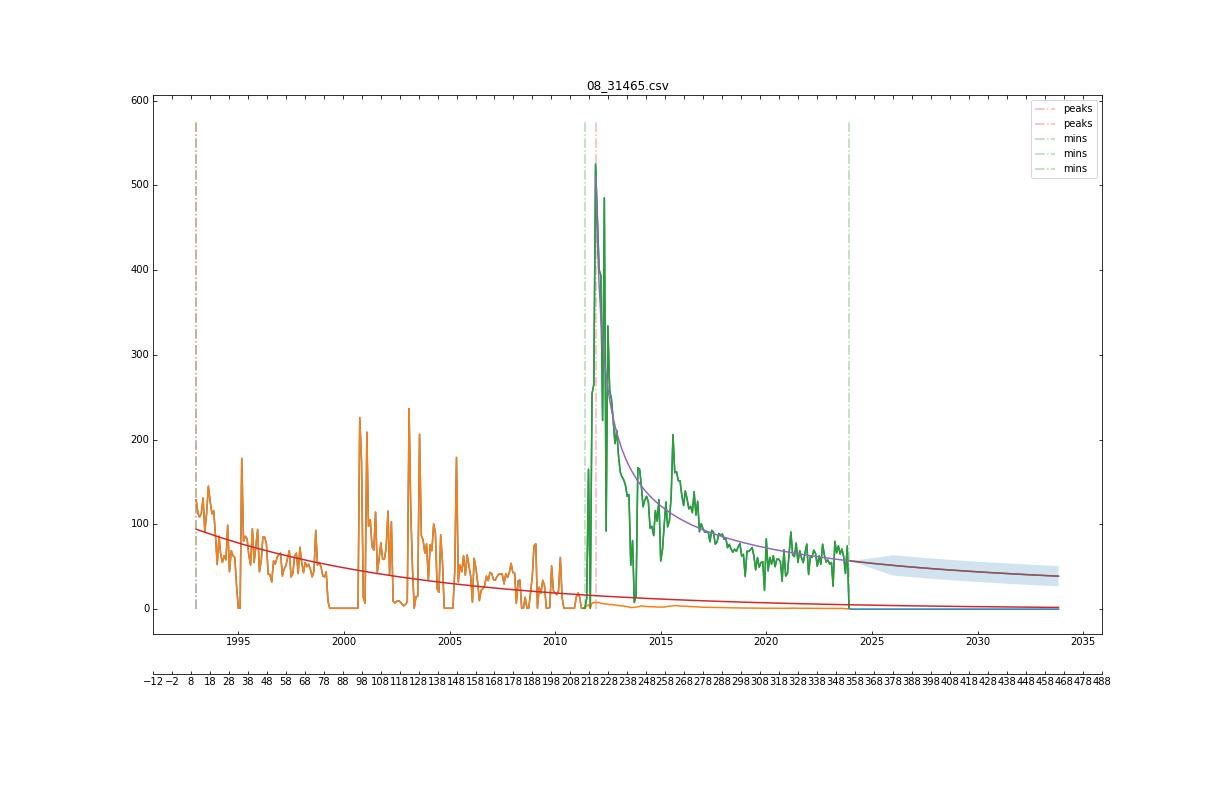 08_31465.csv
600
500
400
300
200
100
0
peaks
peaks
mins
mins
mins
1995 2000 2005 2010 2015 2020 2025 2030 2035
−12 −2 8 18 28 38 48 58 68 78 88 98 108 118 128 138 148 158 168 178 188 198 208 218 228 238 248 258 268 278 288 298 308 318 328 338 348 358 368 378 388 398 408 418 428 438 448 458 468 478 488